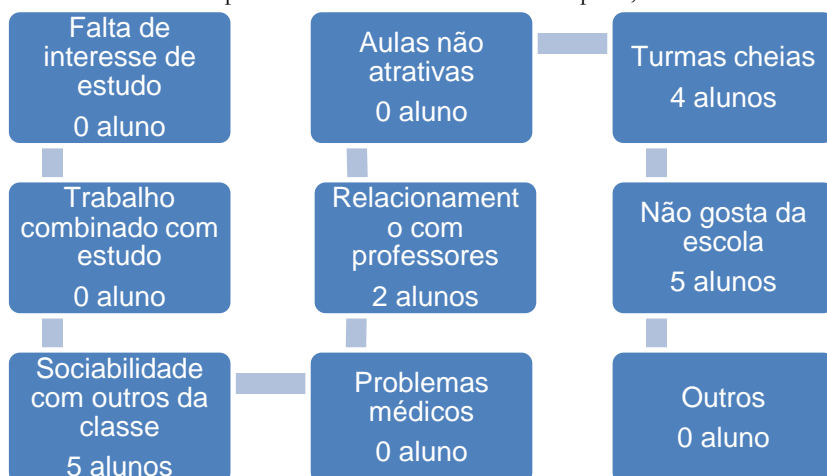 Falta de
interesse de
estudo
0 aluno
Trabalho
combinado com
estudo
0 aluno
Sociabilidade
com outros da
classe
5 alunos
Problemas
médicos
0 aluno
Relacionament
o com
professores
2 alunos
Aulas não
atrativas
0 aluno
Turmas cheias
4 alunos
Não gosta da
escola
5 alunos
Outros
0 aluno